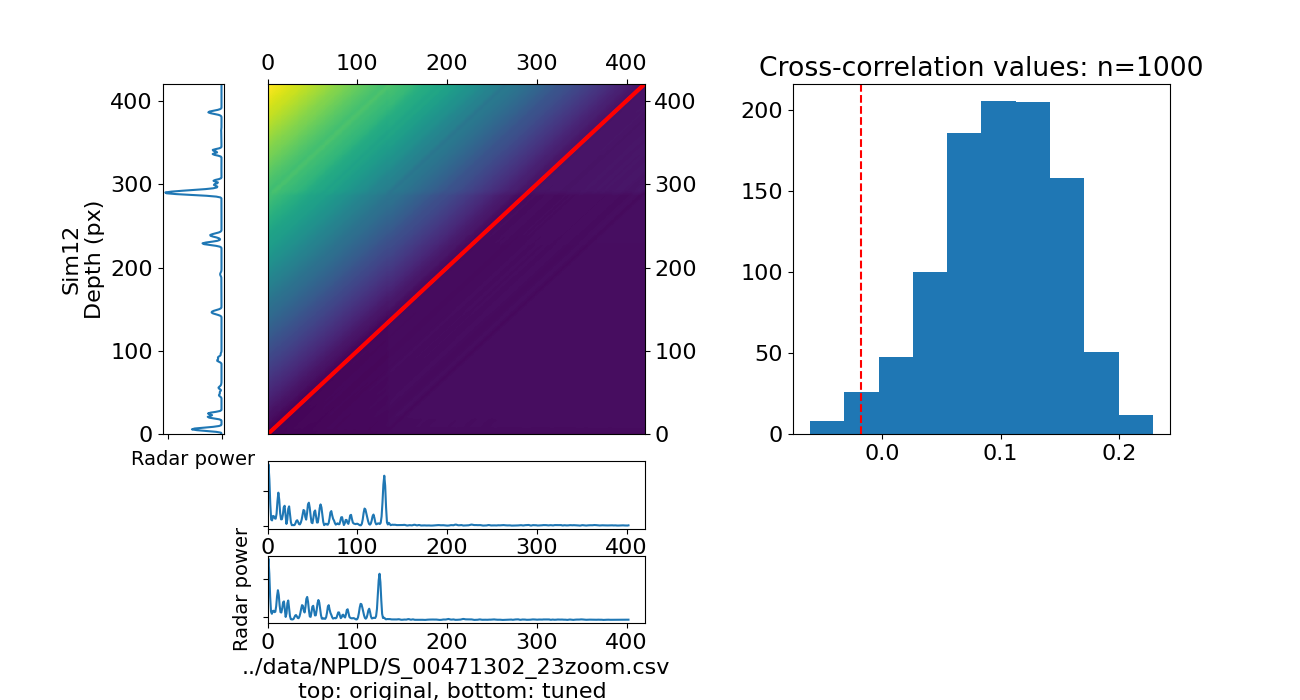 0 100 200 300 400
Cross-correlation values: n=1000
400
300
200
100
0
Sim12
Depth (px)
Radar power
400
300
200
100
0
200
150
100
50
0
0.0 0.1 0.2
0 100 200 300 400
Radar power
0 100 200 300 400
../data/NPLD/S_00471302_23zoom.csv
top: original, bottom: tuned